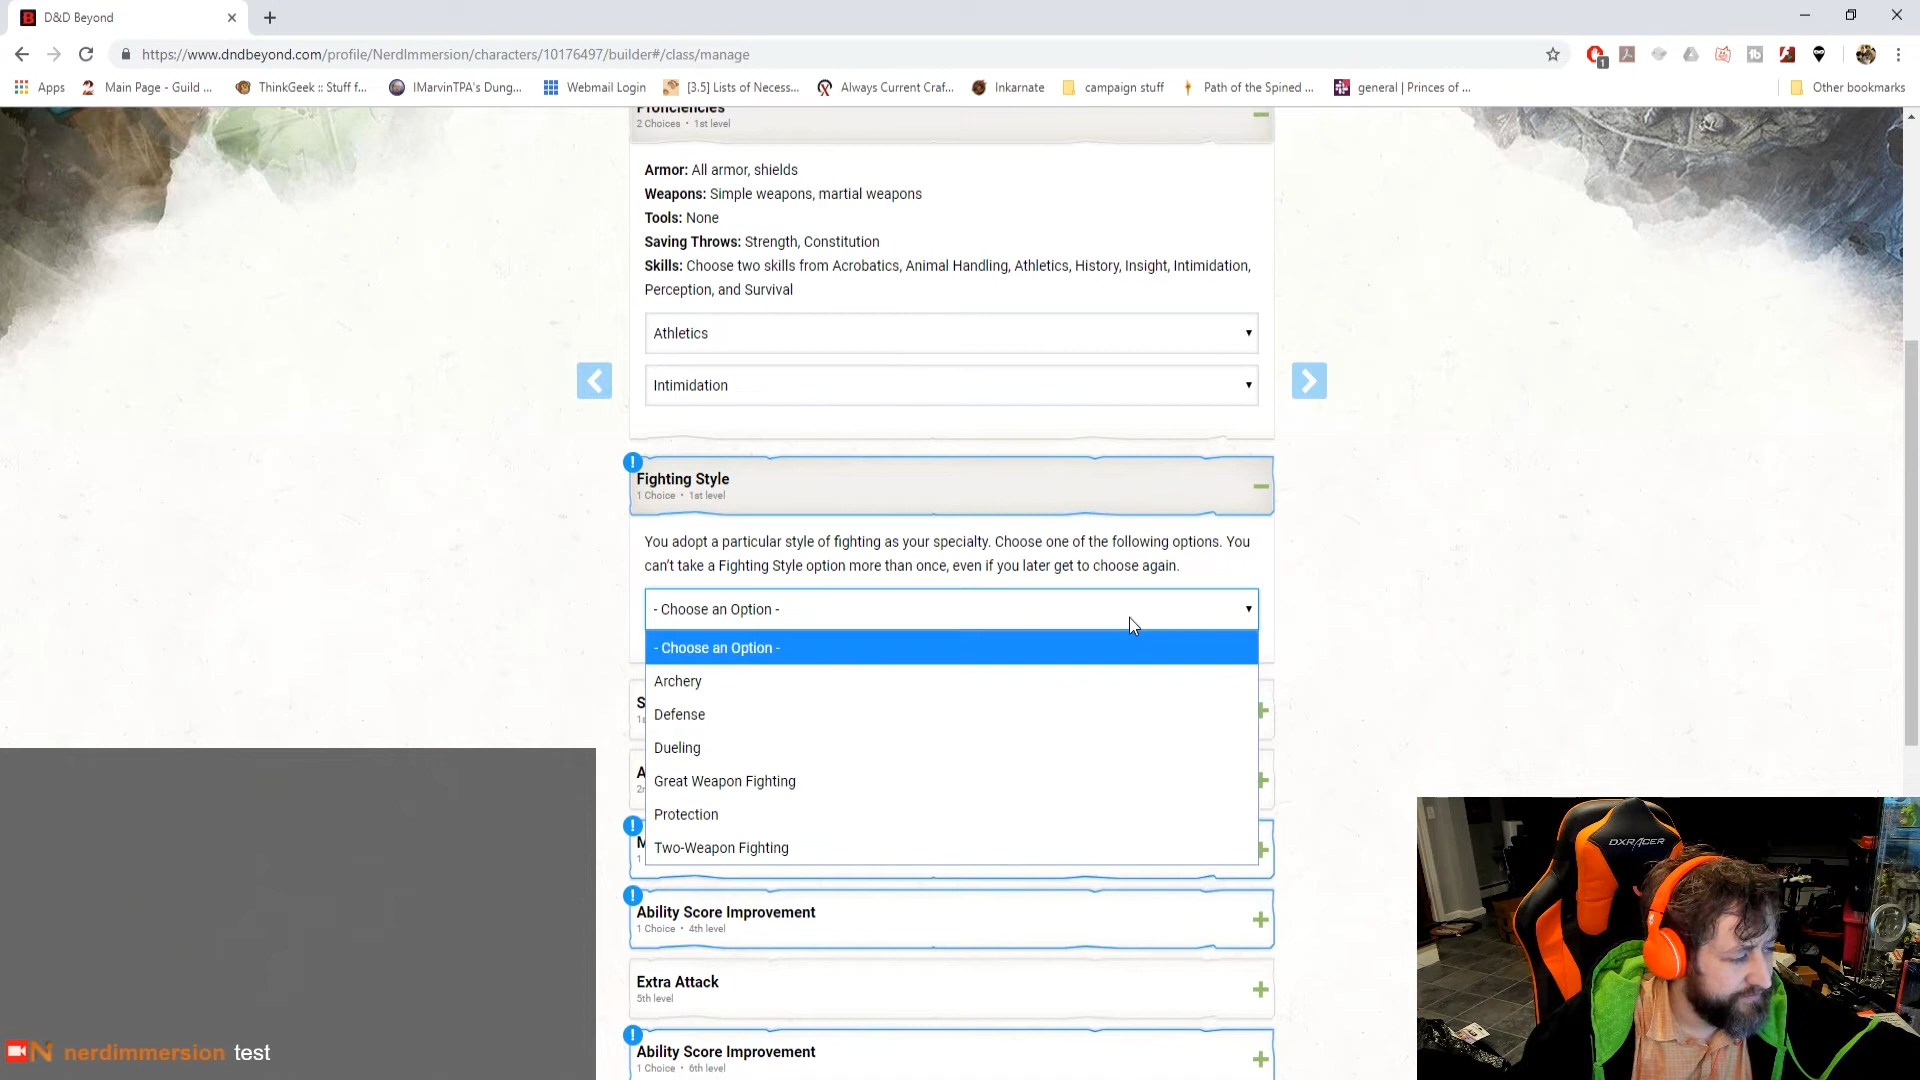 D&D Beyond
https://www.dndbeyond.com/profile/NerdImmersion/characters/10176497/builder#/class/manage
1
Apps
Main Page - Guild ...
ThinkGeek :: Stuff f...
IMarvinTPA's Dung...
Webmail Login
[3.5] Lists of Necess...
Always Current Craf...
Inkarnate
campaign stuff
Path of the Spined ...
general | Princes of ...
Other bookmarks
Proficiencies
2 Choices • 1st level
Armor: All armor, shields
Weapons: Simple weapons, martial weapons
Tools: None
Saving Throws: Strength, Constitution
Skills: Choose two skills from Acrobatics, Animal Handling, Athletics, History, Insight, Intimidation,
Perception, and Survival
Athletics
Intimidation
Fighting Style
1 Choice • 1st level
You adopt a particular style of fighting as your specialty. Choose one of the following options. You
can't take a Fighting Style option more than once, even if you later get to choose again.
- Choose an Option -
- Choose an Option -
Archery
Defense
Dueling
Great Weapon Fighting
Protection
Two-Weapon Fighting
Ability Score Improvement
1 Choice • 4th level
Extra Attack
5th level
Ability Score Improvement
1 Choice • 6th level
DXRACER
nerdimmersion test